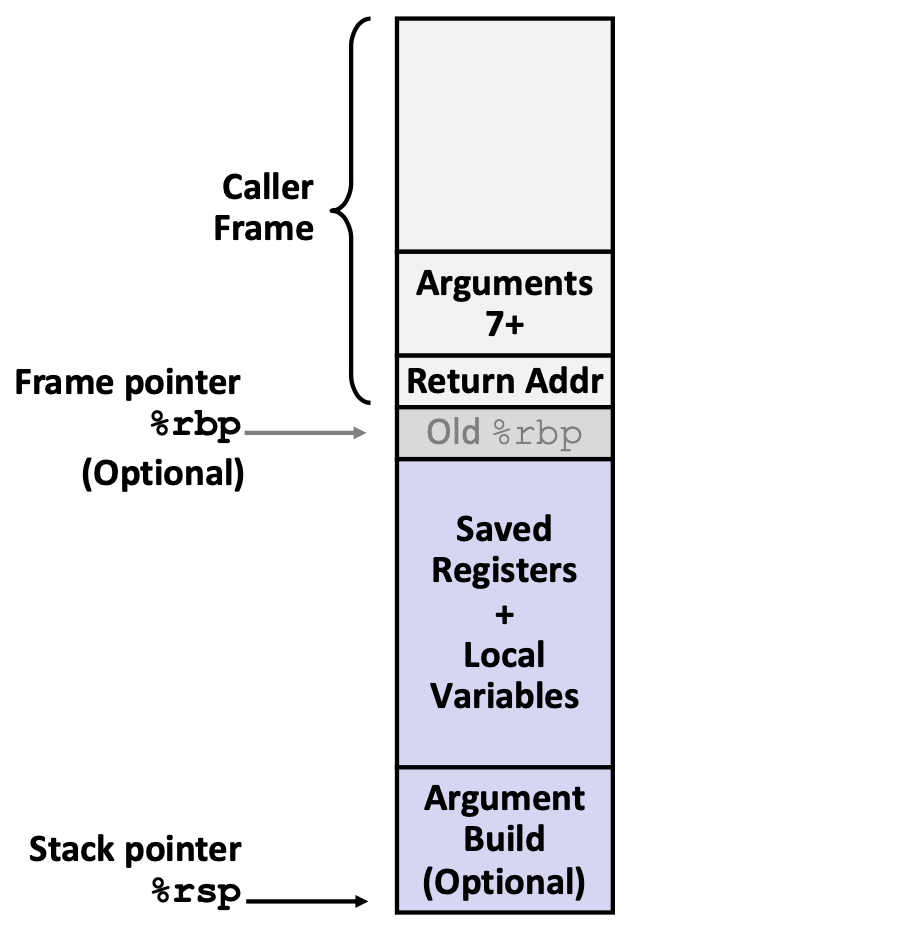 Caller
Frame
Arguments
7+
Return Addr
Frame pointer
%rbp
(Optional)
Old %rbp
Saved
Registers
+
Local
Variables
Argument
Build
(Optional)
Stack pointer
%rsp